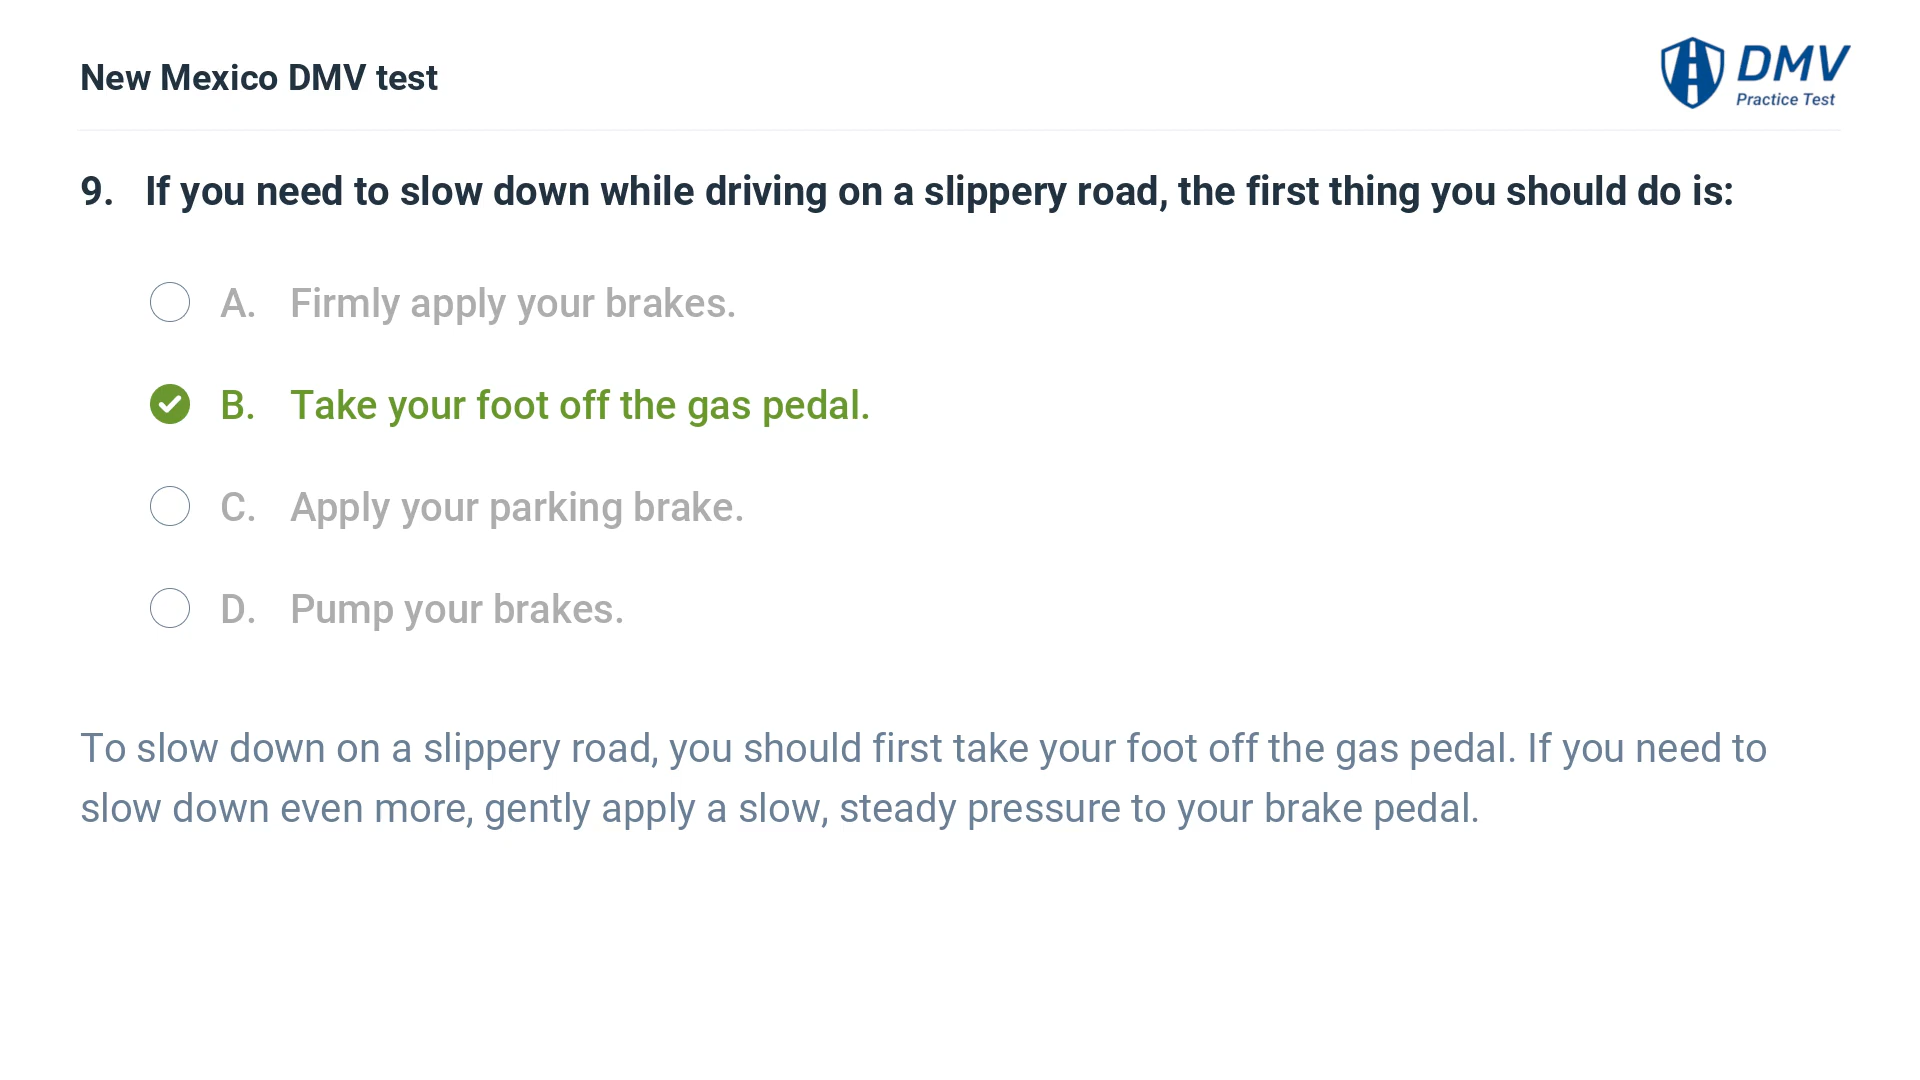 New Mexico DMV test
DMV
Practice Test
9. If you need to slow down while driving on a slippery road, the first thing you should do is:
A. Firmly apply your brakes.
B. Take your foot off the gas pedal.
C. Apply your parking brake.
D. Pump your brakes.
To slow down on a slippery road, you should first take your foot off the gas pedal. If you need to
slow down even more, gently apply a slow, steady pressure to your brake pedal.